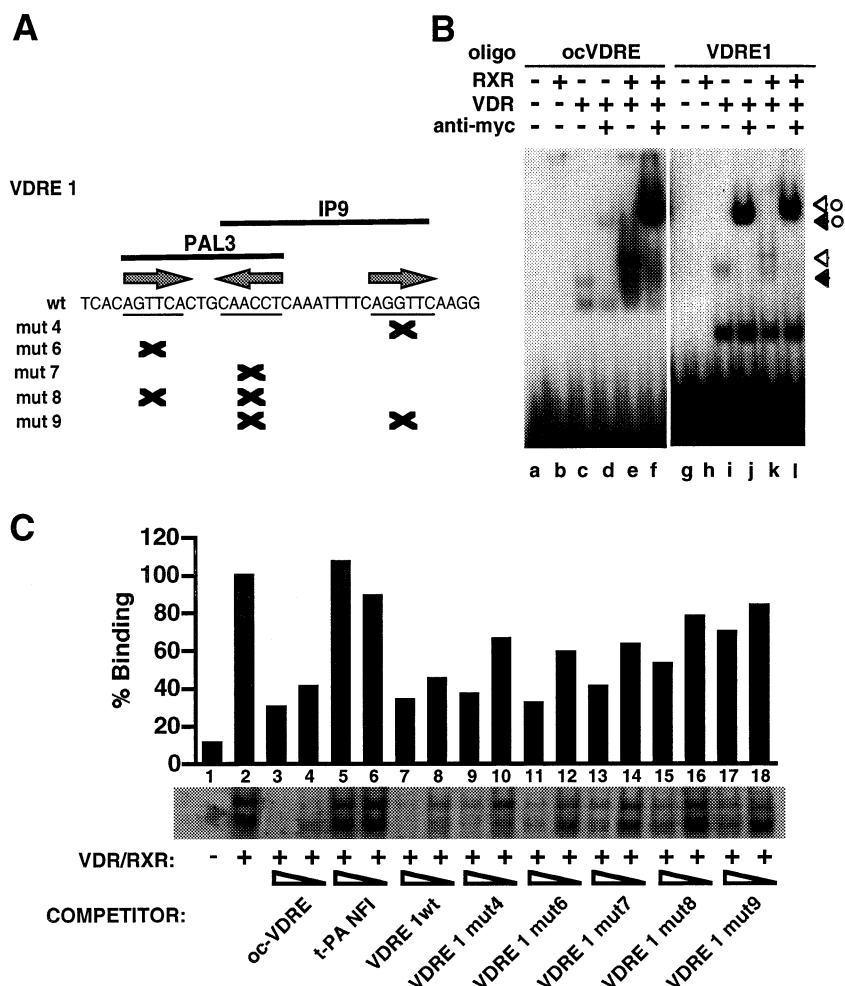 A
VDRE 1
IP9
PAL3
wt TCACAGTTCACTGCAACCTCAAATTTTCAGGTTCAAGG
mut 4
mut 6
mut 7
mut 8
mut 9
B
oligo ocVDRE VDRE1
RXR - + - - + + - + - - + +
VDR - - + + + + - - + + + +
anti-myc - - - + - + - - - + - +
a b c d e f g h i j k l
C
% Binding
120
100
80
60
40
20
0
1 2 3 4 5 6 7 8 9 10 11 12 13 14 15 16 17 18
VDR/RXR: - + + + + + + + + + + + + + + + + +
COMPETITOR:
oc-VDRE
t-PA NFI
VDRE 1wt
VDRE 1 mut4
VDRE 1 mut6
VDRE 1 mut7
VDRE 1 mut8
VDRE 1 mut9